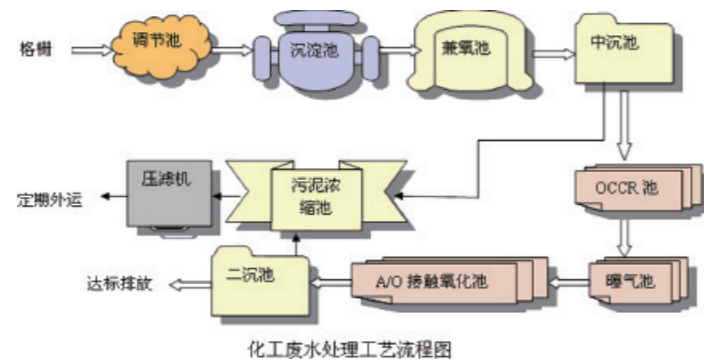 格栅
调节池
沉淀池
兼氧池
中沉池
OCCR 池
曝气池
A/O 接触氧化池
二沉池
达标排放
污泥浓
缩池
压滤机
定期外运
化工废水处理工艺流程图